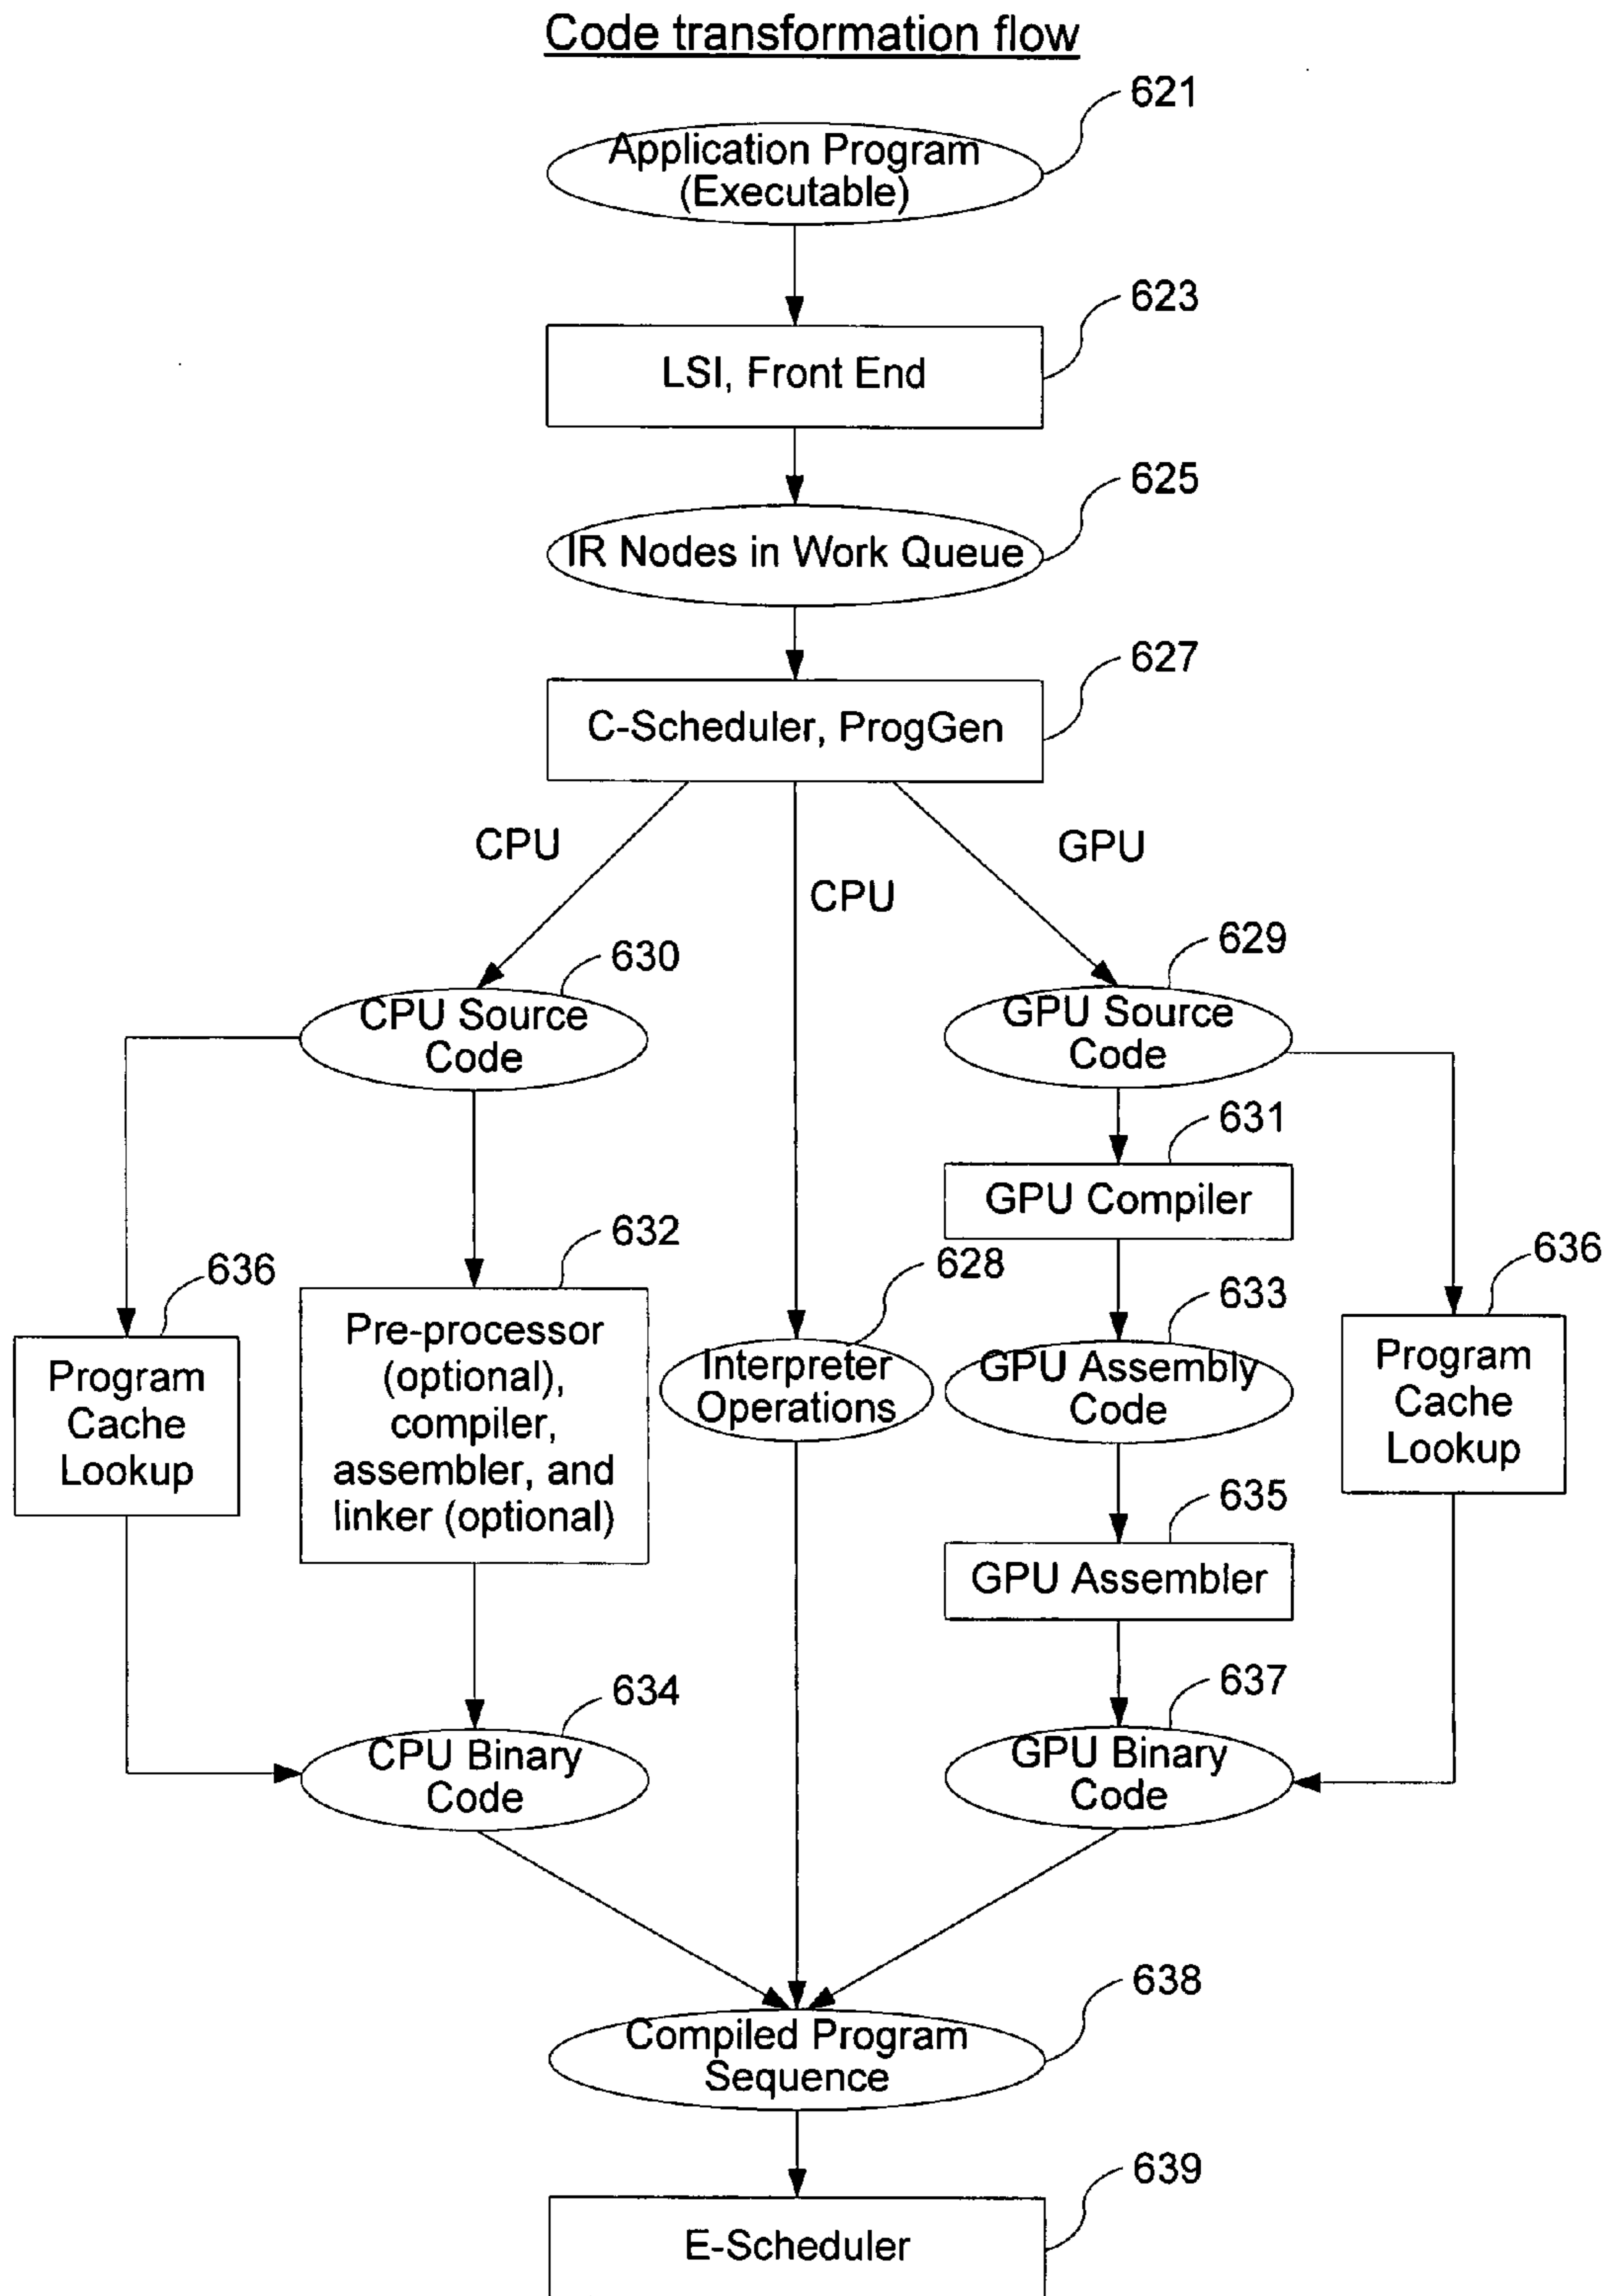 Code transformation flow
621
Application Program
(Executable)
623
LSI, Front End
625
IR Nodes in Work Queue
627
C-Scheduler, ProgGen
CPU
CPU
GPU
630
CPU Source
Code
629
GPU Source
Code
631
GPU Compiler
636
Program
Cache
Lookup
632
Pre-processor
(optional),
compiler,
assembler, and
linker (optional)
628
Interpreter
Operations
633
GPU Assembly
Code
636
Program
Cache
Lookup
635
GPU Assembler
634
CPU Binary
Code
637
GPU Binary
Code
638
Compiled Program
Sequence
639
E-Scheduler